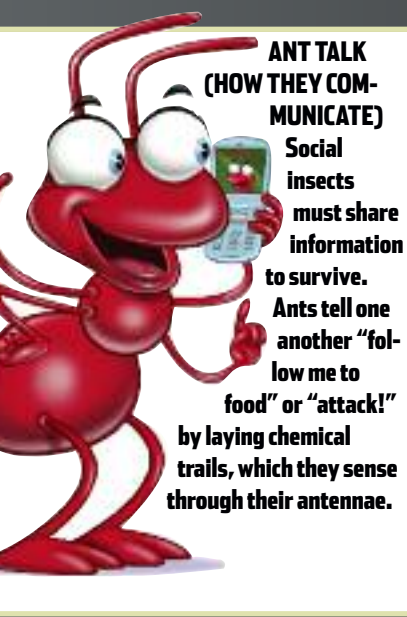 ANT TALK
(HOW THEY COM-
MUNICATE)
Social
insects
must share
information
to survive.
Ants tell one
another “fol-
low me to
food” or “attack!”
by laying chemical
trails, which they sense
through their antennae.